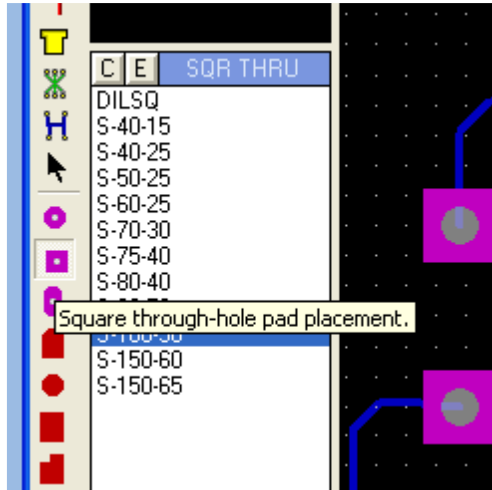 C E SQR THRU
DILSQ
S-40-15
S-40-25
S-50-25
S-60-25
S-70-30
S-75-40
S-80-40
Square through-hole pad placement.
S-150-60
S-150-65